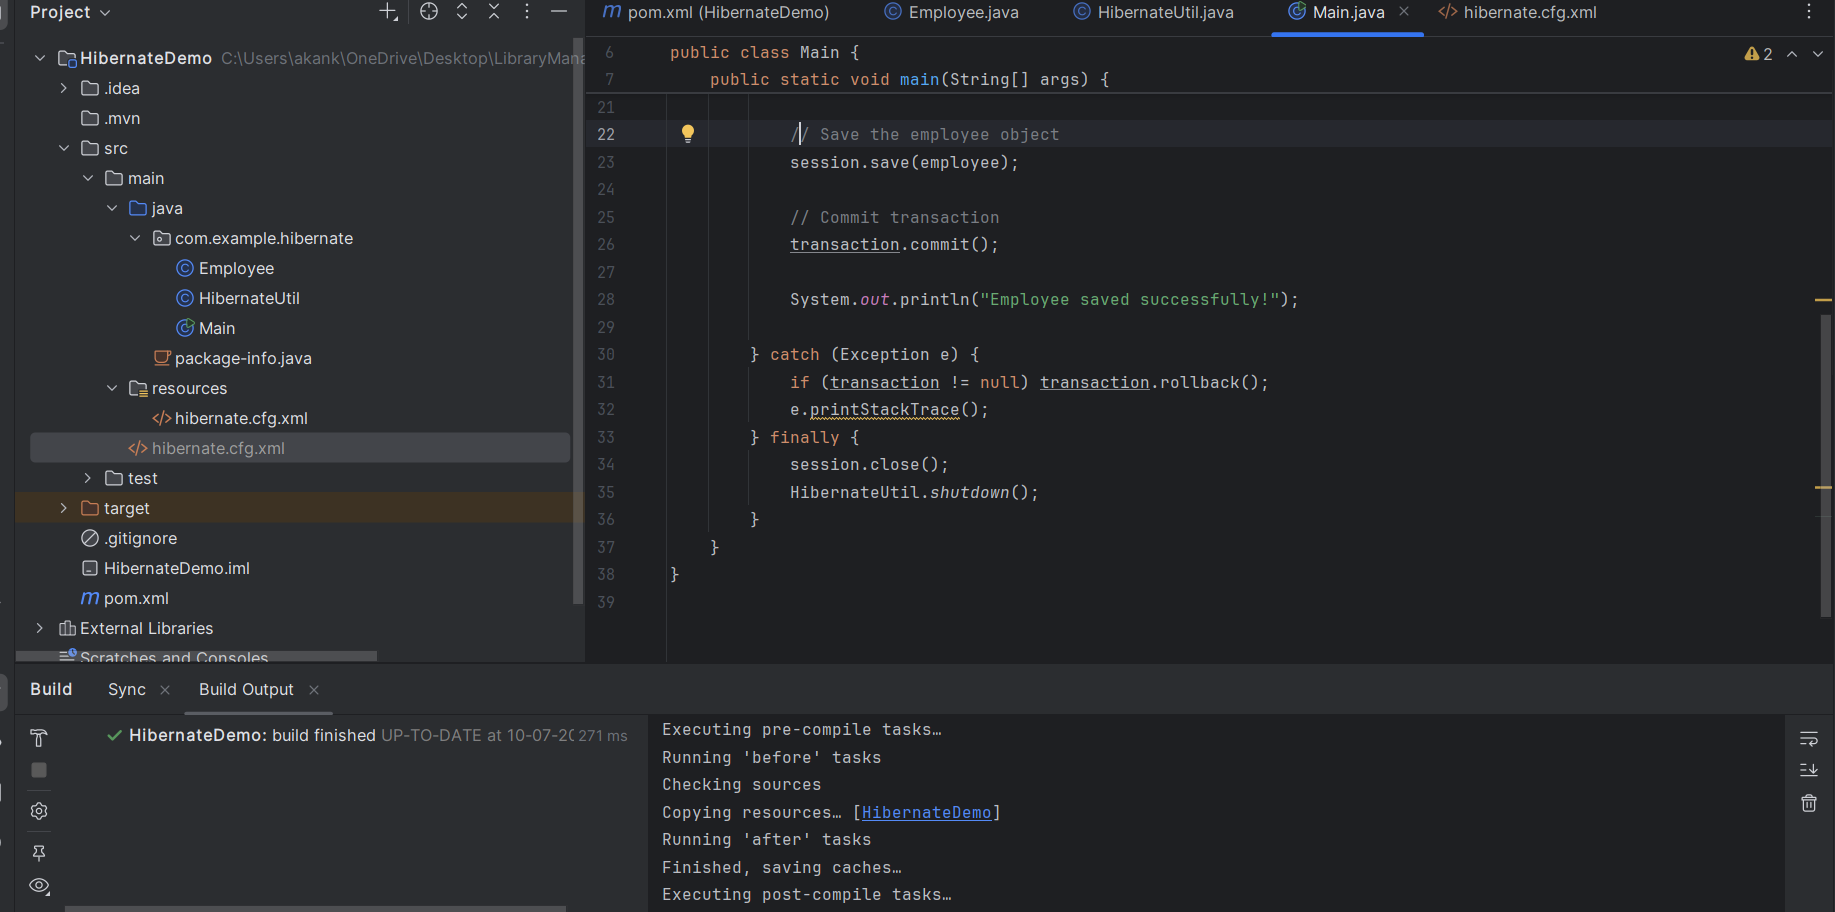 Project
HibernateDemo C:\Users\akank\OneDrive\Desktop\LibraryMana
.idea
.mvn
src
main
java
com.example.hibernate
Employee
HibernateUtil
Main
package-info.java
resources
hibernate.cfg.xml
hibernate.cfg.xml
test
target
.gitignore
HibernateDemo.iml
pom.xml
External Libraries
Scratches and Consoles
pom.xml (HibernateDemo) Employee.java HibernateUtil.java Main.java hibernate.cfg.xml
2
6 public class Main {
7 public static void main(String[] args) {
21
22 // Save the employee object
23 session.save(employee);
24
25 // Commit transaction
26 transaction.commit();
27
28 System.out.println("Employee saved successfully!");
29
30 } catch (Exception e) {
31 if (transaction != null) transaction.rollback();
32 e.printStackTrace();
33 } finally {
34 session.close();
35 HibernateUtil.shutdown();
36 }
37 }
38 }
39
Build Sync Build Output
HibernateDemo: build finished UP-TO-DATE at 10-07-20 271 ms
Executing pre-compile tasks…
Running 'before' tasks
Checking sources
Copying resources… [HibernateDemo]
Running 'after' tasks
Finished, saving caches…
Executing post-compile tasks…